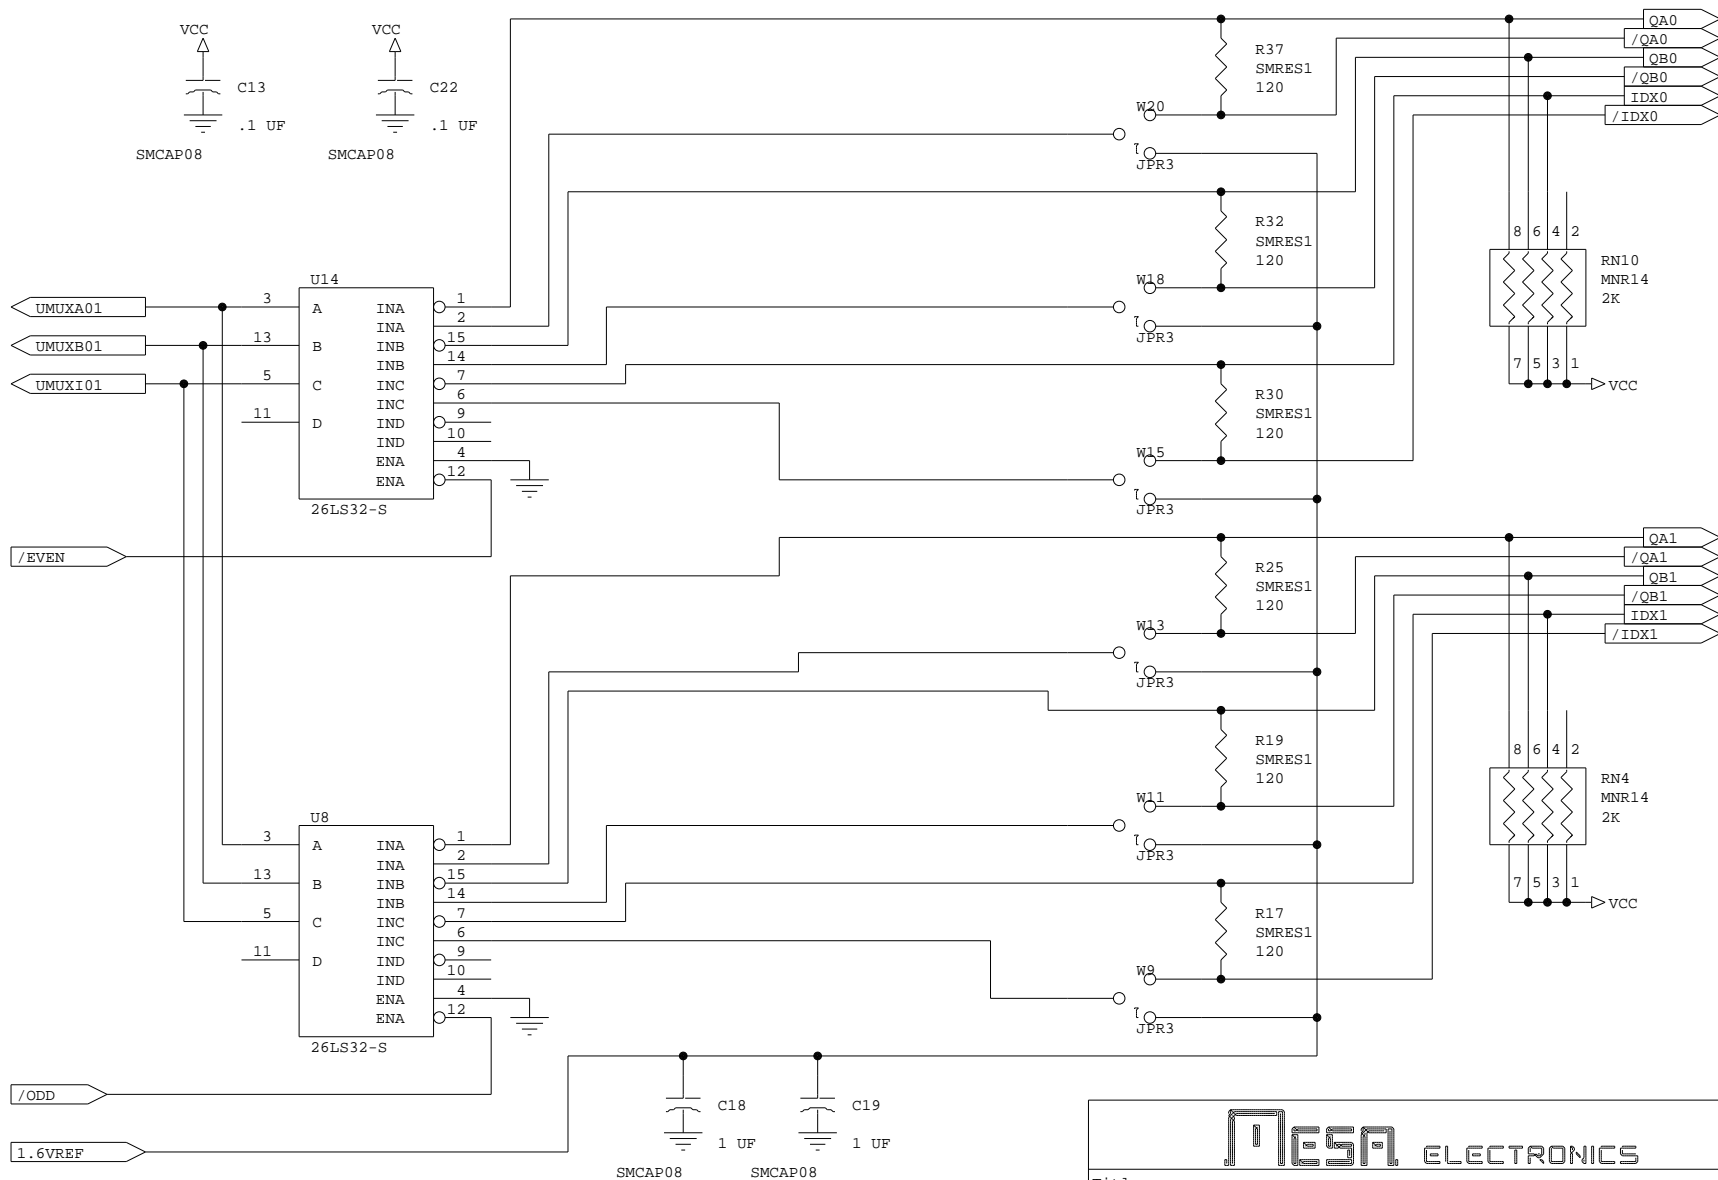 VCC
C13
.1 UF
SMCAP08
VCC
C22
.1 UF
SMCAP08
R37
SMRES1
120
W20
1
JPR3
QA0
/QA0
QB0
/QB0
IDX0
/IDX0
R32
SMRES1
120
W18
1
JPR3
8 6 4 2
RN10
MNR14
2K
7 5 3 1
VCC
R30
SMRES1
120
W15
1
JPR3
UMUXA01
UMUXB01
UMUXI01
U14
3 A INA 1
INA 2
13 B INB 15
INB 14
5 C INC 7
INC 6
11 D IND 9
IND 10
ENA 4
ENA 12
26LS32-S
/EVEN
R25
SMRES1
120
W13
1
JPR3
QA1
/QA1
QB1
/QB1
IDX1
/IDX1
R19
SMRES1
120
W11
1
JPR3
8 6 4 2
RN4
MNR14
2K
7 5 3 1
VCC
R17
SMRES1
120
W9
1
JPR3
U8
3 A INA 1
INA 2
13 B INB 15
INB 14
5 C INC 7
INC 6
11 D IND 9
IND 10
ENA 4
ENA 12
26LS32-S
/ODD
1.6VREF
C18
1 UF
SMCAP08
C19
1 UF
SMCAP08
MESA ELECTRONICS